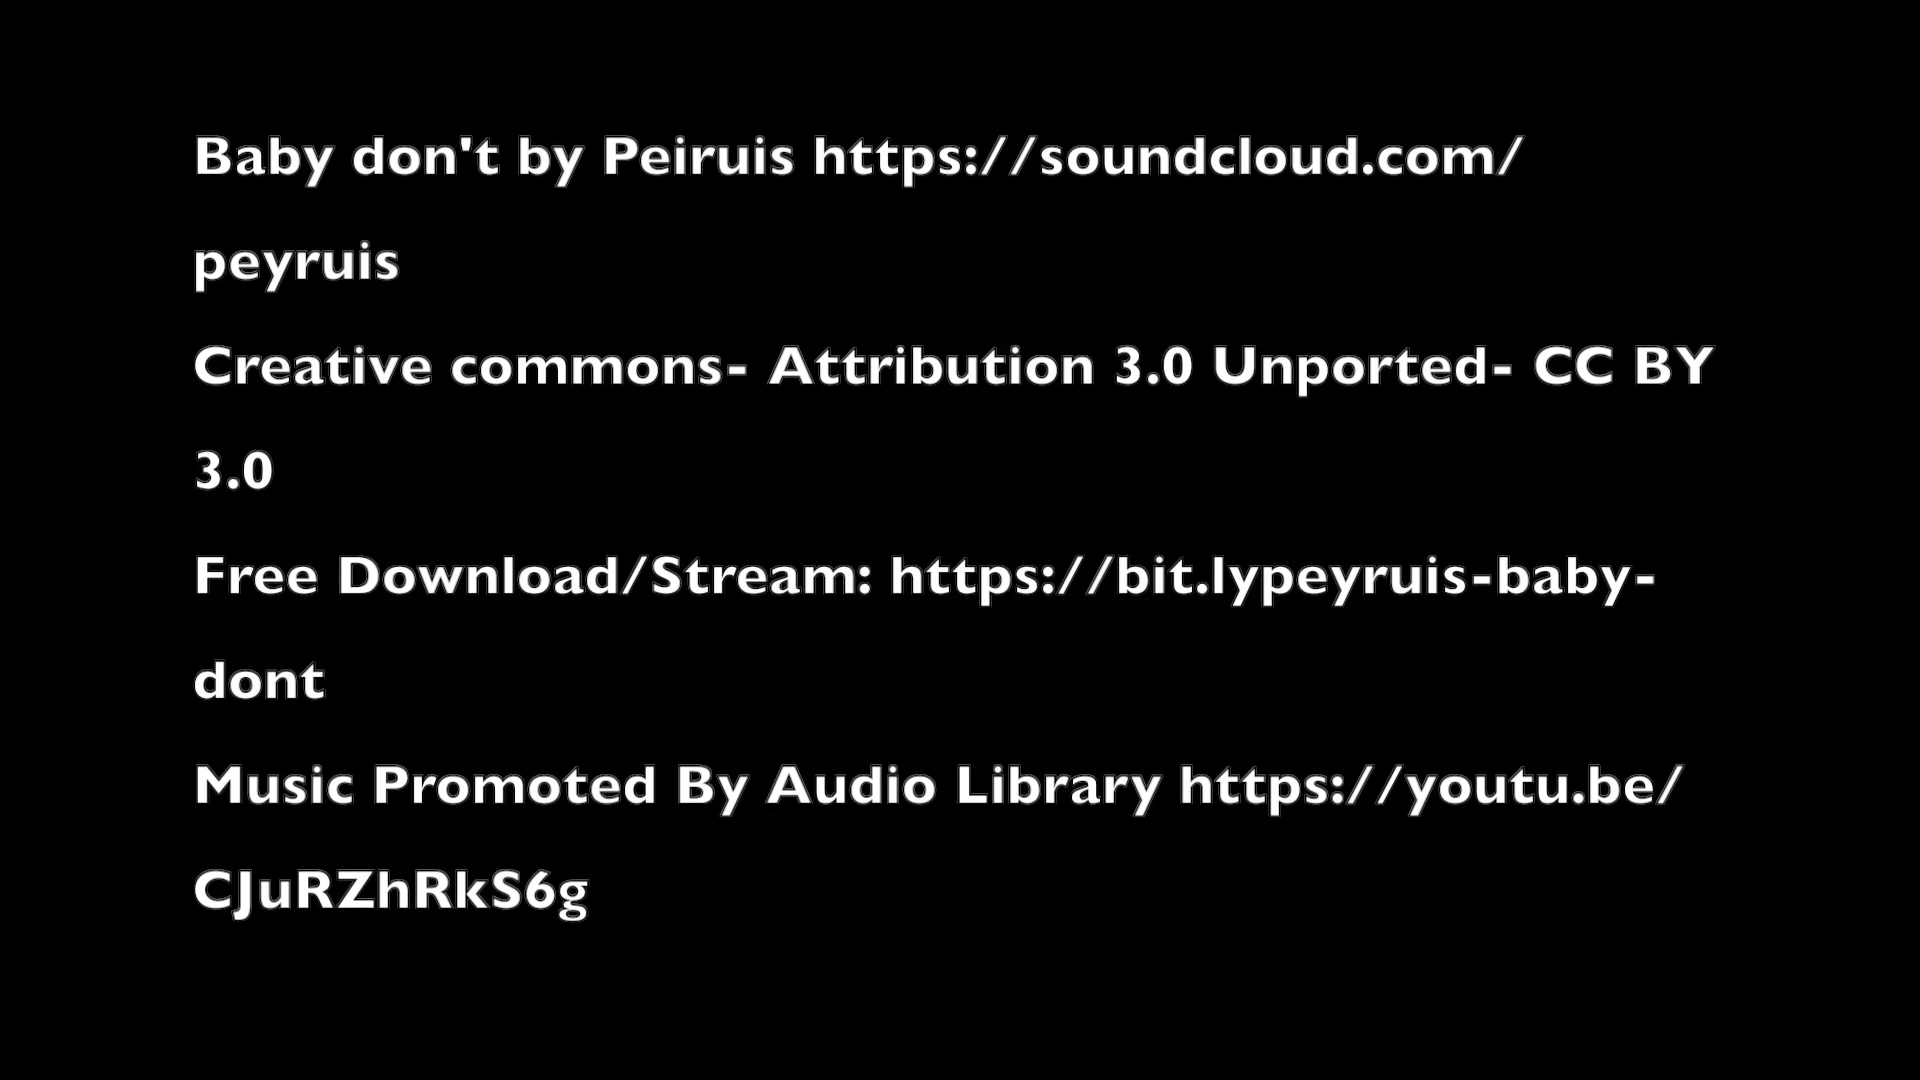 Baby don't by Peiruis https://soundcloud.com/
peyruis
Creative commons- Attribution 3.0 Unported- CC BY
3.0
Free Download/Stream: https://bit.lypeyruis-baby-
dont
Music Promoted By Audio Library https://youtu.be/
CJuRZhRkS6g